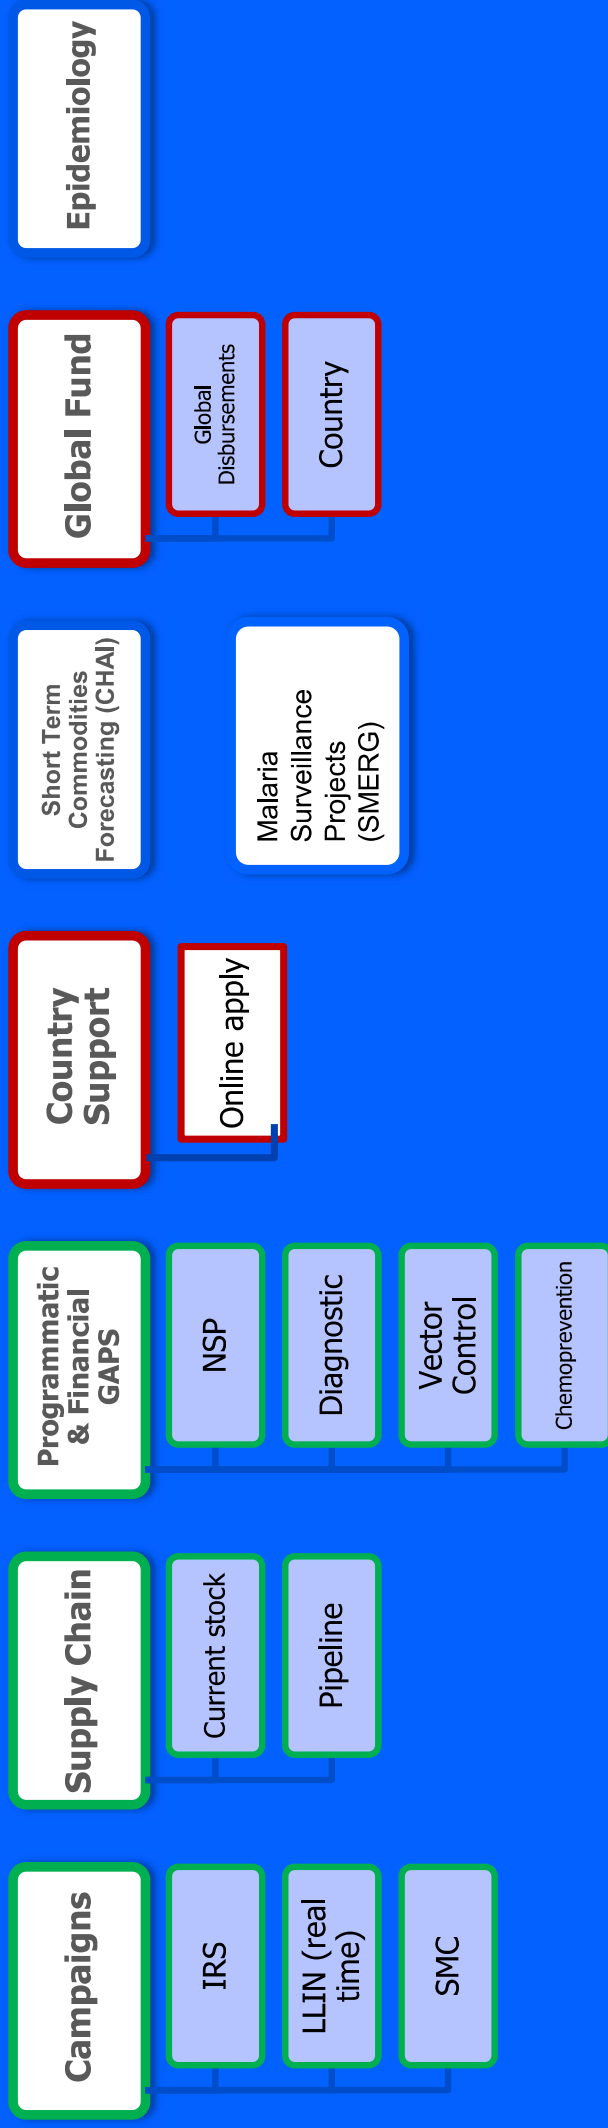 Campaigns
IRS
LLIN (real
time)
SMC
Supply Chain
Current stock
Pipeline
Programmatic
& Financial
GAPS
NSP
Diagnostic
Vector
Control
Chemoprevention
Country
Support
Online apply
Short Term
Commodities
Forecasting (CHAI)
Malaria
Surveillance
Projects
(SMERG)
Global Fund
Global
Disbursements
Country
Epidemiology